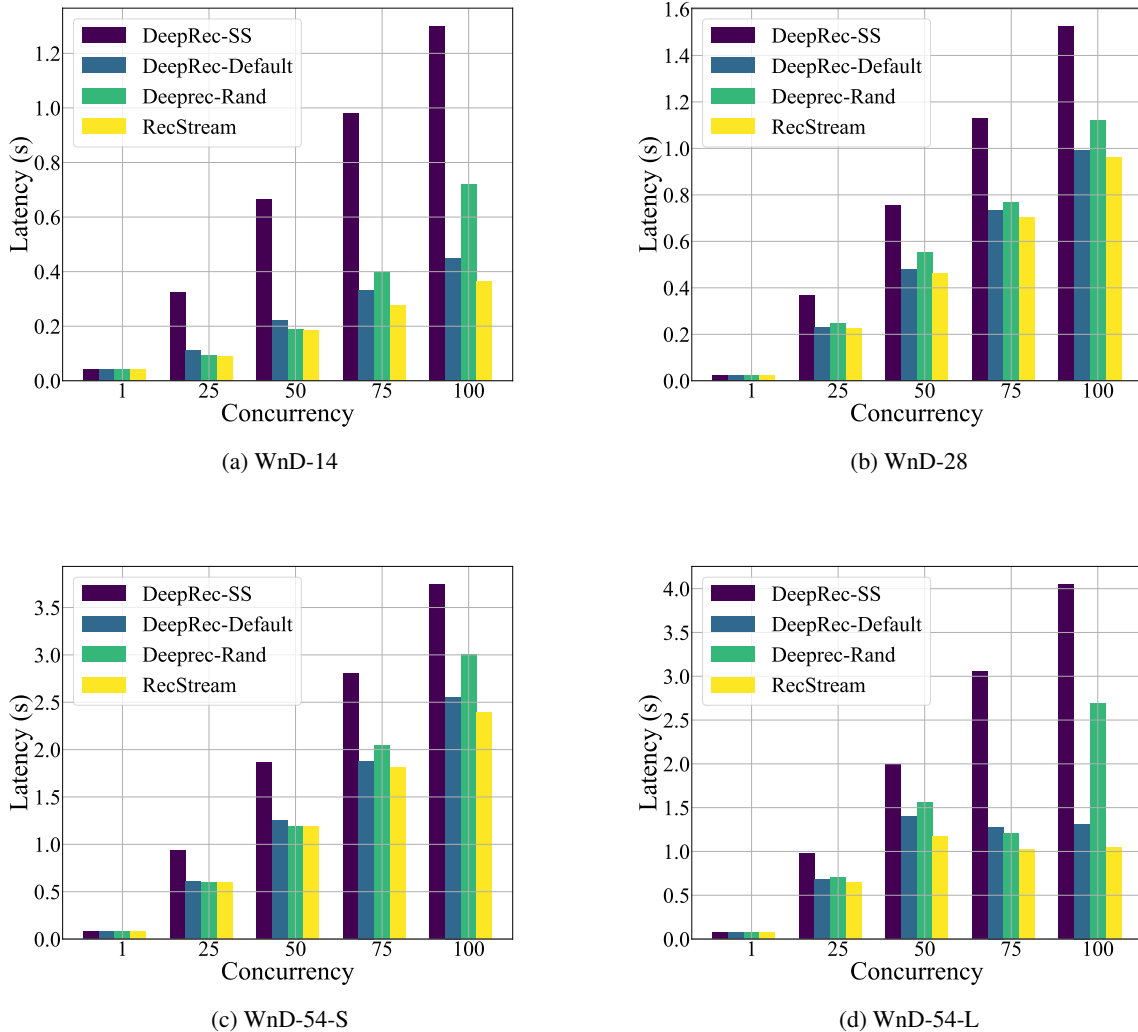 DeepRec-SS
DeepRec-Default
Deeprec-Rand
RecStream
Latency (s)
1.2
1.0
0.8
0.6
0.4
0.2
0.0
1 25 50 75 100
Concurrency
(a) WnD-14
DeepRec-SS
DeepRec-Default
Deeprec-Rand
RecStream
Latency (s)
1.6
1.4
1.2
1.0
0.8
0.6
0.4
0.2
0.0
1 25 50 75 100
Concurrency
(b) WnD-28
DeepRec-SS
DeepRec-Default
Deeprec-Rand
RecStream
Latency (s)
3.5
3.0
2.5
2.0
1.5
1.0
0.5
0.0
1 25 50 75 100
Concurrency
(c) WnD-54-S
DeepRec-SS
DeepRec-Default
Deeprec-Rand
RecStream
Latency (s)
4.0
3.5
3.0
2.5
2.0
1.5
1.0
0.5
0.0
1 25 50 75 100
Concurrency
(d) WnD-54-L